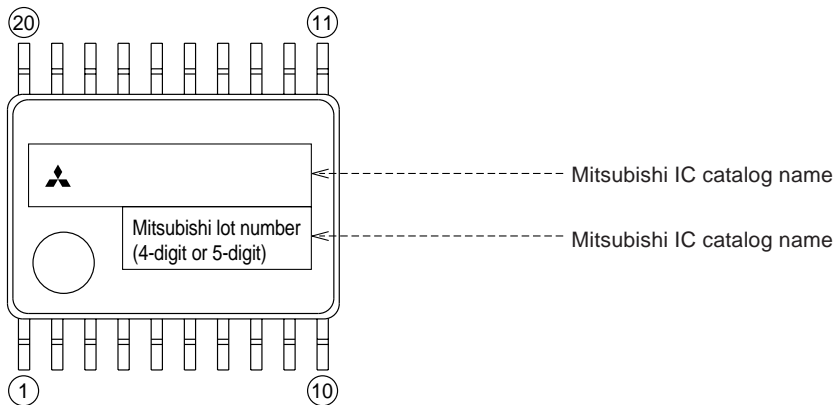 20
11
Mitsubishi IC catalog name
Mitsubishi lot number
(4-digit or 5-digit)
Mitsubishi IC catalog name
1
10